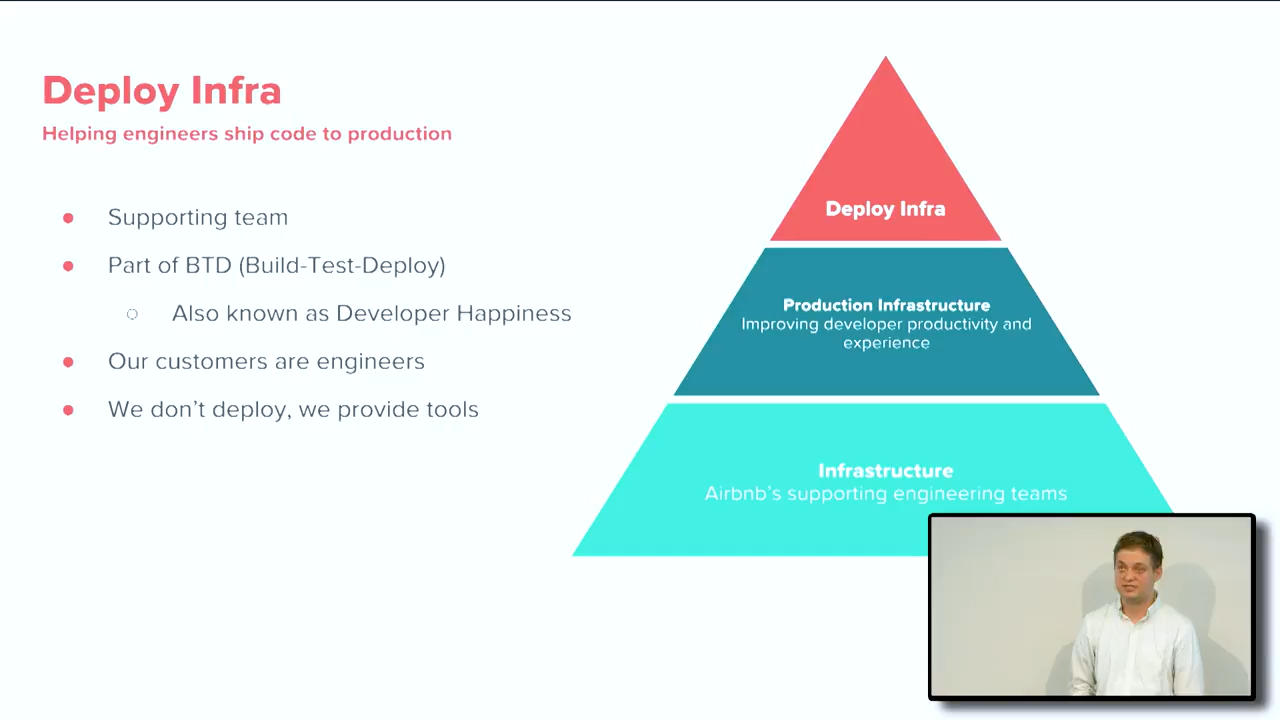 Deploy Infra
Helping engineers ship code to production
Supporting team
Part of BTD (Build-Test-Deploy)
Also known as Developer Happiness
Our customers are engineers
We don't deploy, we provide tools
Deploy Infra
Production Infrastructure
Improving developer productivity and
experience
Infrastructure
Airbnb's supporting engineering teams